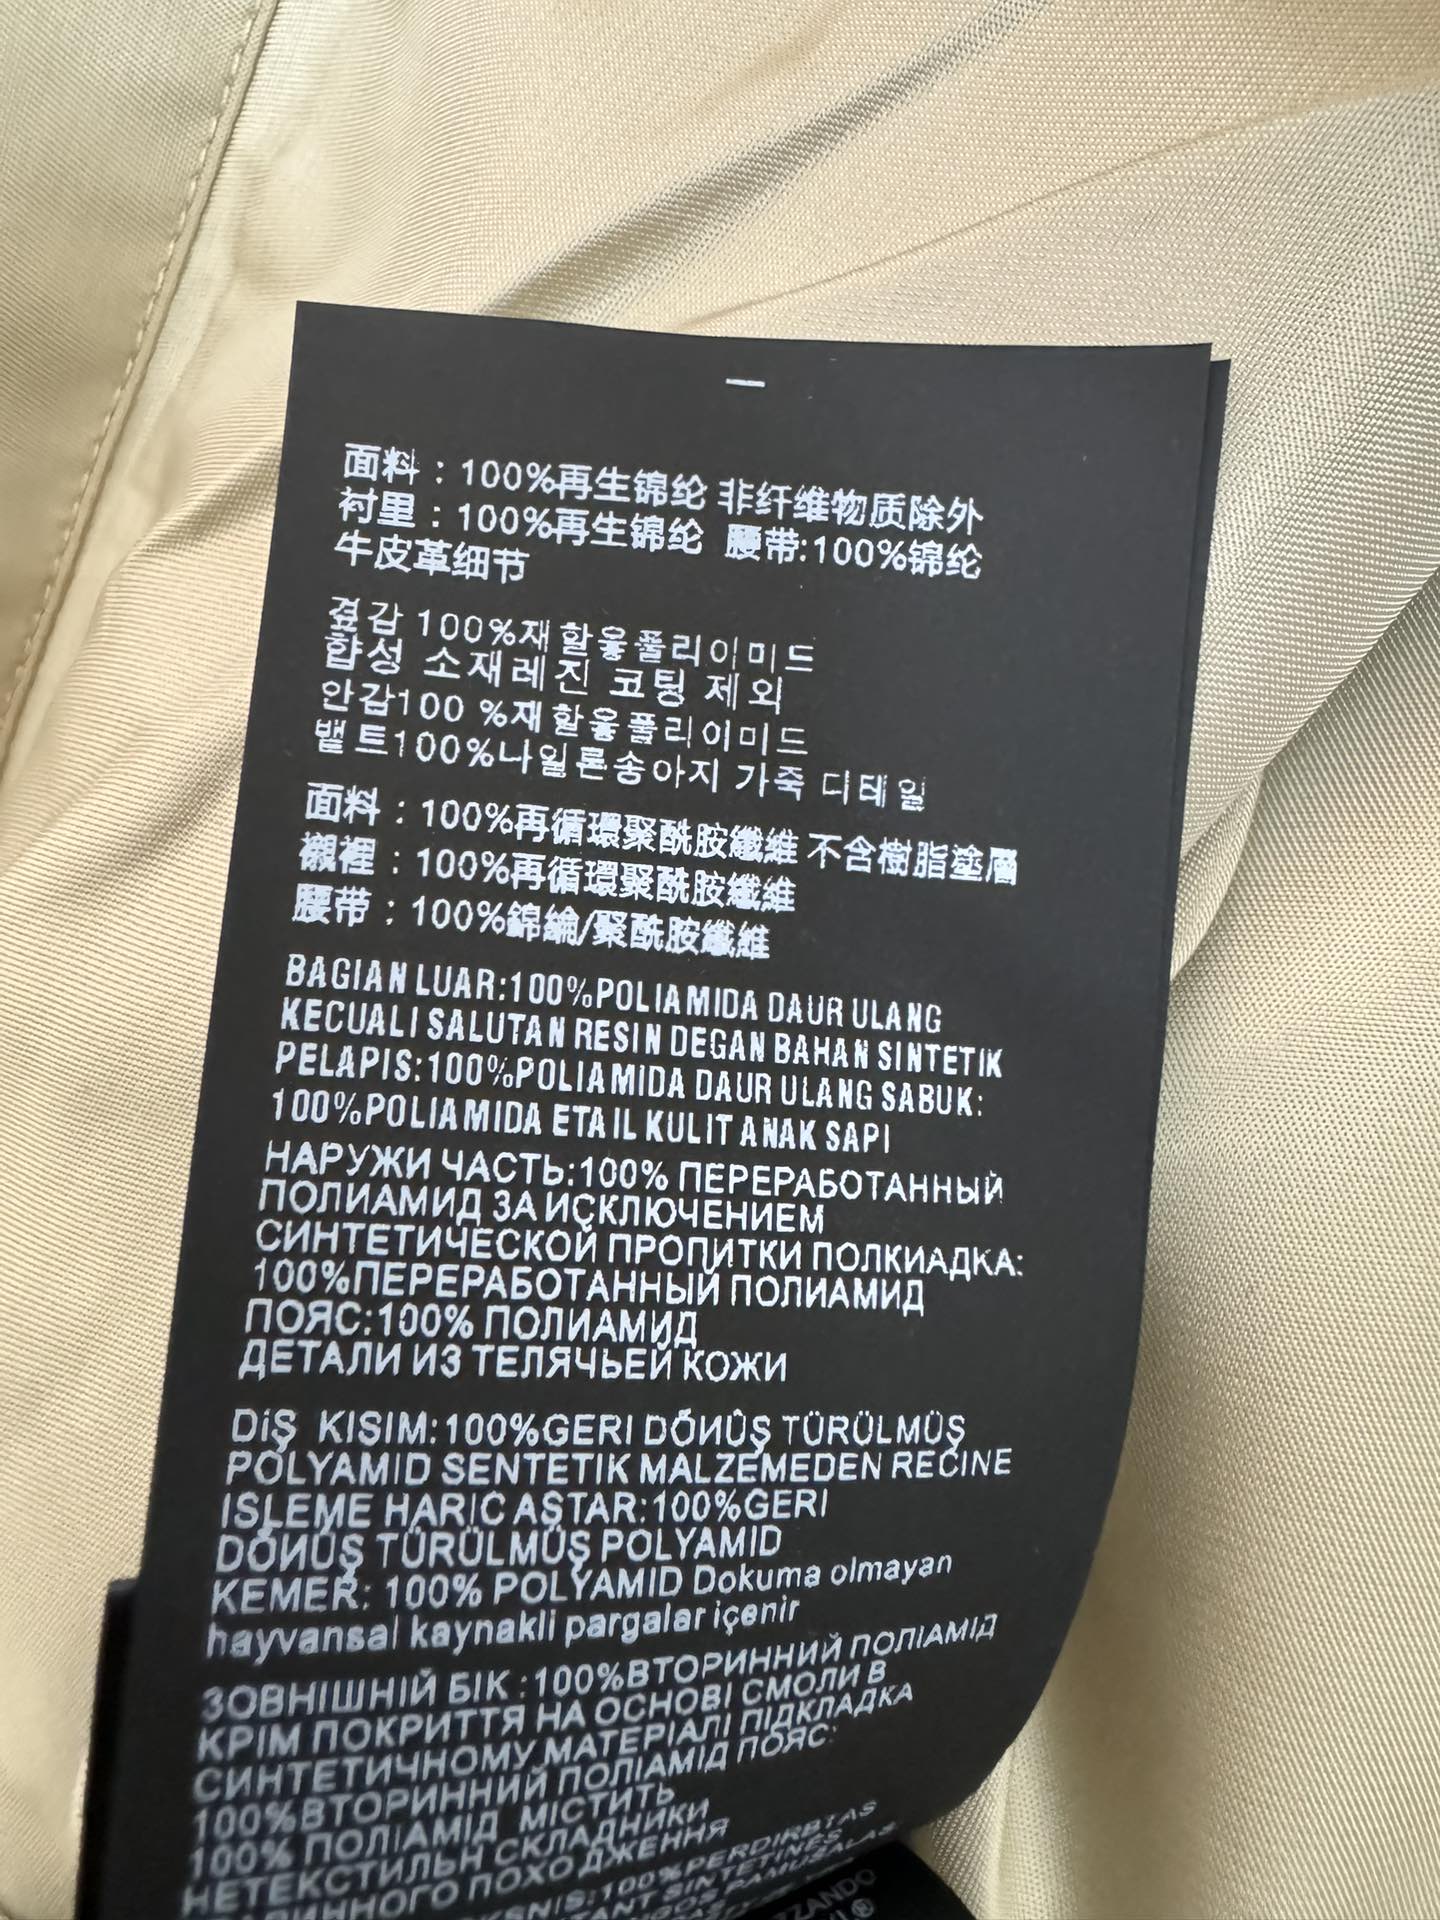 面料：100%再生锦纶 非纤维物质除外
衬里：100%再生锦纶 腰带:100%锦纶
牛皮革细节
겉감 100%재활용폴리이미드
합성 소재레진 코팅 제외
안감100 %재활용폴리이미드
벨트100%나일론송아지 가죽 디테일
面料：100%再循環聚酰胺纖維 不含樹脂塗層
襯裡：100%再循環聚酰胺纖維
腰带：100%錦綸/聚酰胺纖維
BAGIAN LUAR:100%POLIAMIDA DAUR ULANG
KECUALI SALUTAN RESIN DEGAN BAHAN SINTETIK
PELAPIS:100%POLIAMIDA DAUR ULANG SABUK:
100%POLIAMIDA ETAIL KULIT ANAK SAPI
НАРУЖИ ЧАСТЬ:100% ПЕРЕРАБОТАННЫЙ
ПОЛИАМИД ЗА ИСКЛЮЧЕНИЕМ
СИНТЕТИЧЕСКОЙ ПРОПИТКИ ПОЛКИАДКА:
100%ПЕРЕРАБОТАННЫЙ ПОЛИАМИД
ПОЯС:100% ПОЛИАМИД
ДЕТАЛИ ИЗ ТЕЛЯЧЬЕЙ КОЖИ
DİŞ KISIM:100%GERI DŐИÛŞ TÜRÜLMÜŞ
POLYAMID SENTETIK MALZEMEDEN REĊINE
IŞLEME HARIC ASTAR:100%GERI
DŐИÛŞ TÜRÜLMÜŞ POLYAMID
KEMER: 100% POLYAMID Dokuma olmayan
hayvansal kaynakli pargalar içenir
ЗОВНІШНІЙ БІК :100%ВТОРИННИЙ ПОЛІАМІД
КРІМ ПОКРИТТЯ НА ОСНОВІ СМОЛИ В
СИНТЕТИЧНОМУ МАТЕРІАЛІ ПІДКЛАДКА
100%ВТОРИННИЙ ПОЛІАМІД ПОЯС:
100% ПОЛІАМІД МІСТИТЬ
НЕТЕКСТИЛЬН СКЛАДНИКИ
ПОХОДЖЕННЯ
100%PERDIRBTAS
SINTETINES